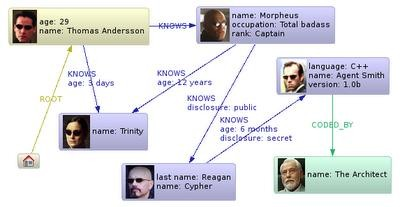 age: 29
name: Thomas Andersson
KNOWS
name: Morpheus
occupation: Total badass
rank: Captain
language: C++
name: Agent Smith
version: 1.0b
KNOWS
age: 3 days
KNOWS
age: 12 years
KNOWS
disclosure: public
ROOT
name: Trinity
KNOWS
age: 6 months
disclosure: secret
CODED_BY
last name: Reagan
name: Cypher
name: The Architect